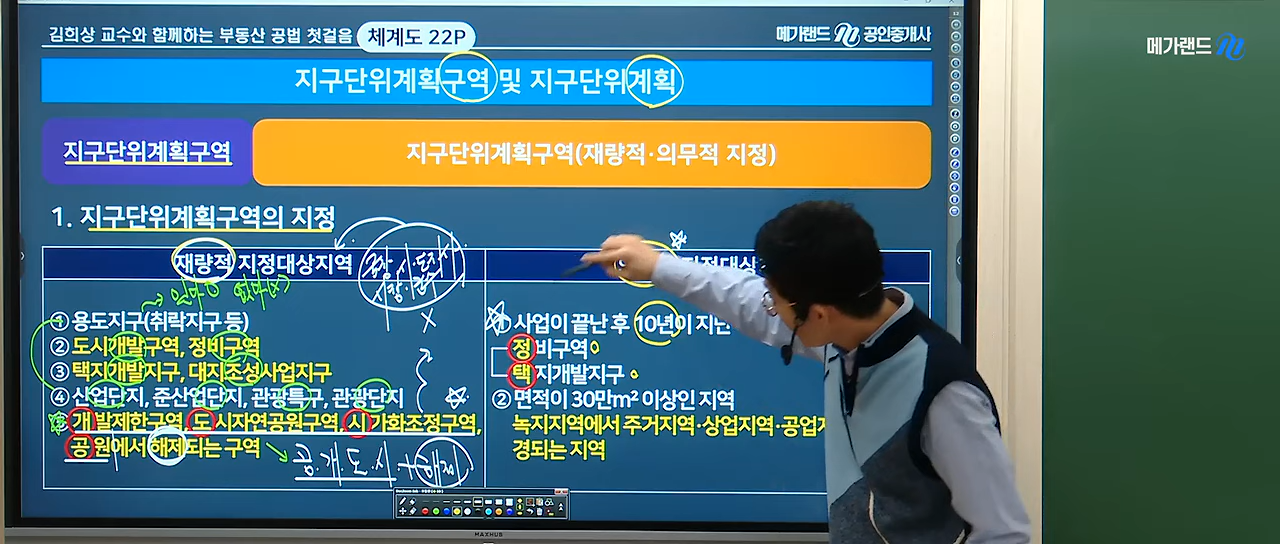 김희상 교수와 함께하는 부동산 공법 첫걸음 체계도 22P
메가랜드 공인중개사
메가랜드
지구단위계획구역 및 지구단위계획
지구단위계획구역
지구단위계획구역(재량적·의무적 지정)
1. 지구단위계획구역의 지정
재량적 지정대상지역
지정대상
① 용도지구(취락지구 등)
② 도시개발구역, 정비구역
③ 택지개발지구, 대지조성사업지구
④ 산업단지, 준산업단지, 관광특구, 관광단지
개발제한구역, 도시자연공원구역, 시가화조정구역,
공원에서 해제되는 구역
공·개·도·시+해제
사업이 끝난 후 10년이 지난
정비구역
택지개발지구
② 면적이 30만m² 이상인 지역
녹지지역에서 주거지역·상업지역·공업
경되는 지역
MAXHUB